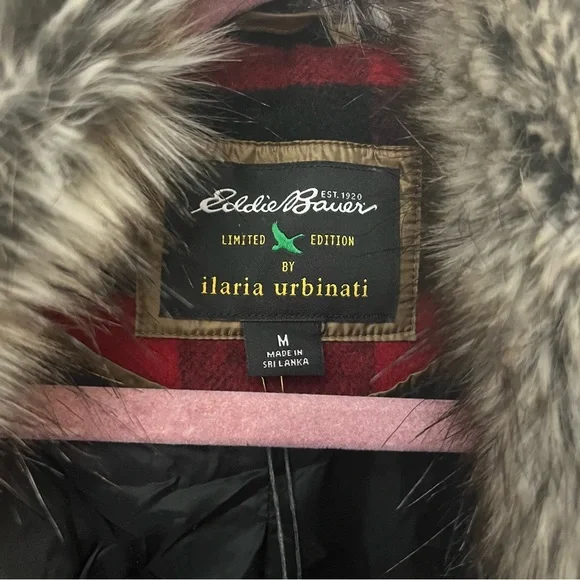 EST. 1920
Eddie Bauer
LIMITED EDITION
BY
ilaria urbinati
M
MADE IN
SRI LANKA